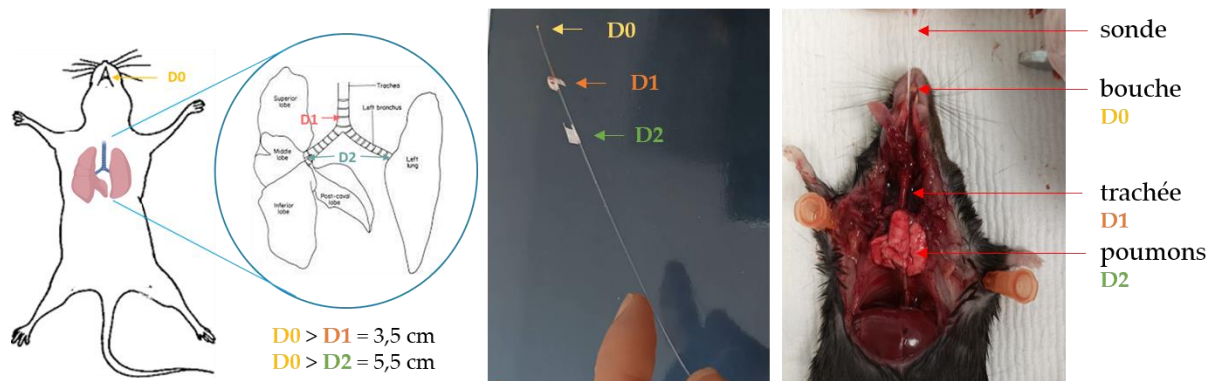 D0
Superior
lobe
Trachea
Left bronchus
D1
Middle
lobe
D2
Left
lung
Post-caval
lobe
Inferior
lobe
D0 > D1 = 3,5 cm
D0 > D2 = 5,5 cm
D0
D1
D2
sonde
bouche
D0
trachée
D1
poumons
D2